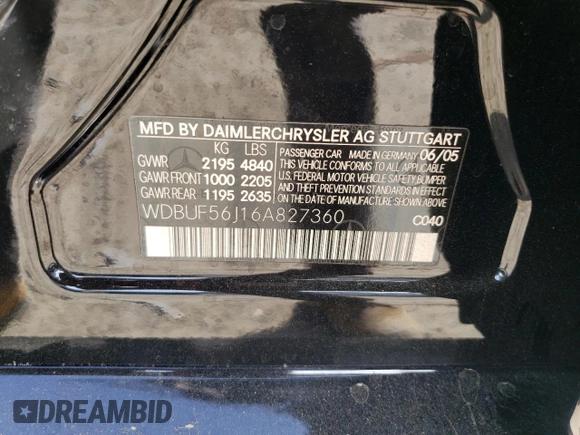 MFD BY DAIMLERCHRYSLER AG STUTTGART
KG LBS
GVWR 2195 4840
GAWR FRONT 1000 2205
GAWR REAR 1195 2635
PASSENGER CAR MADE IN GERMANY 06/05
THIS VEHICLE CONFORMS TO ALL APPLICABLE
U.S. FEDERAL MOTOR VEHICLE SAFETY BUMPER
AND THEFT PREVENTION STANDARDS IN EFFECT
ON THE DATE OF MANUFACTURE SHOWN ABOVE.
WDBUF56J16A827360
C040
DREAMBID